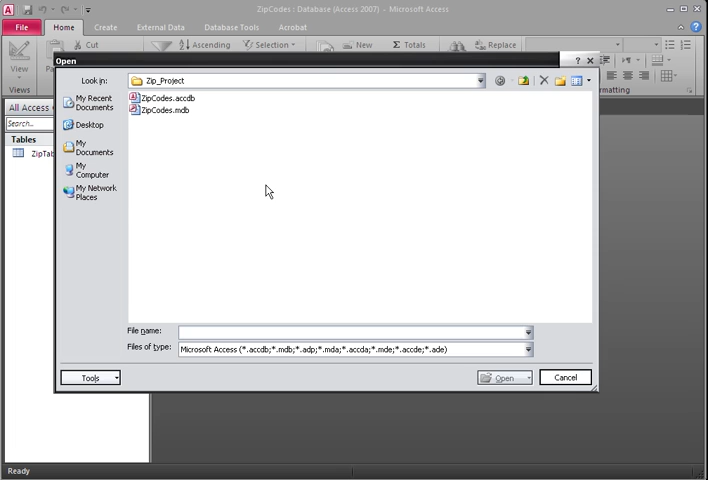 ZipCodes : Database (Access 2007) - Microsoft Access
File Home Create External Data Database Tools Acrobat
View
Views
Cut
Ascending
Selection
New
Σ Totals
Replace
Open
Look in: Zip_Project
My Recent
Documents
Desktop
My
Documents
My
Computer
My Network
Places
ZipCodes.accdb
ZipCodes.mdb
File name:
Files of type: Microsoft Access (*.accdb;*.mdb;*.adp;*.mda;*.accda;*.mde;*.accde;*.ade)
Tools Open Cancel
All Access
Search...
Tables
ZipTab
Ready